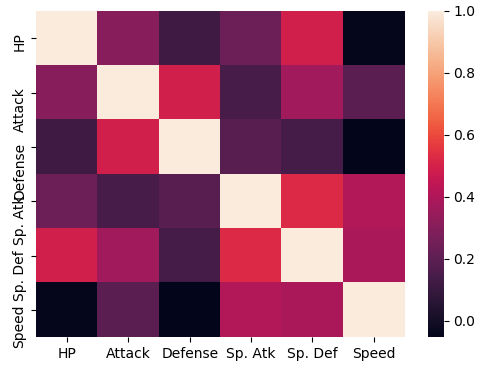 HP
Attack
Defense
Sp. Atk
Sp. Def
Speed
HP Attack Defense Sp. Atk Sp. Def Speed
1.0
0.8
0.6
0.4
0.2
0.0